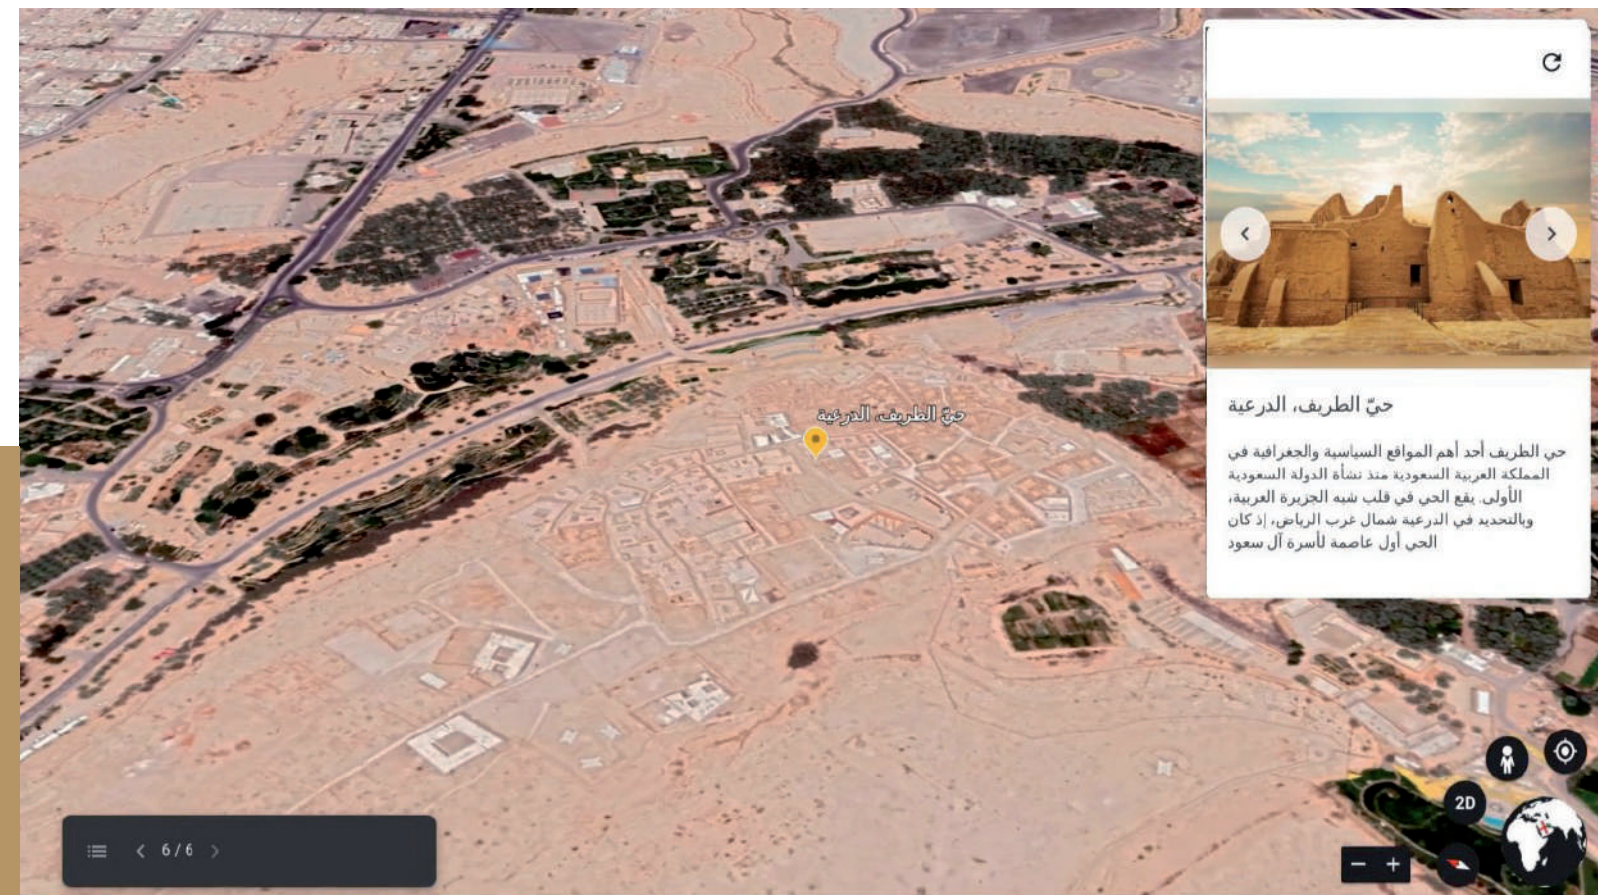 حيّ الطريف، الدرعية
حيّ الطريف، الدرعية
حي الطريف أحد أهم المواقع السياسية والجغرافية في
المملكة العربية السعودية منذ نشأة الدولة السعودية
الأولى. يقع الحي في قلب شبه الجزيرة العربية،
وبالتحديد في الدرعية شمال غرب الرياض، إذ كان
الحي أول عاصمة لأسرة آل سعود
6 / 6
2D